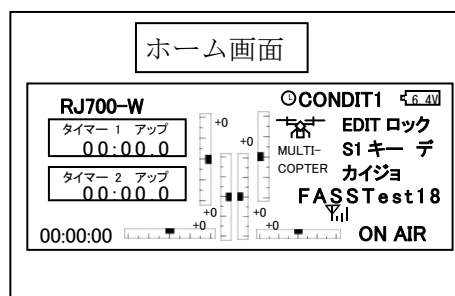 ホーム画面
RJ700-W
タイマー 1 アップ
00:00.0
タイマー 2 アップ
00:00.0
00:00:00
+0
+0
+0
+0
+0
+0
CONDIT1
6.4V
MULTI-
COPTER
EDIT ロック
S1 キー デ
カイジョ
FASSTest18
ON AIR